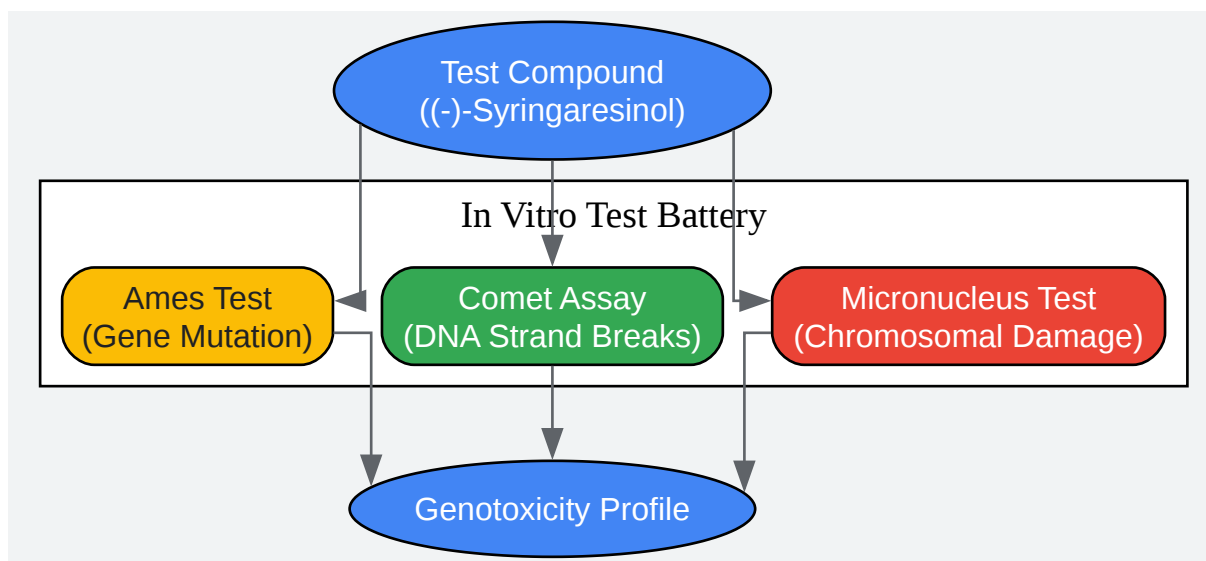 Test Compound
((-)-Syringaresinol)
In Vitro Test Battery
Ames Test
(Gene Mutation)
Comet Assay
(DNA Strand Breaks)
Micronucleus Test
(Chromosomal Damage)
Genotoxicity Profile